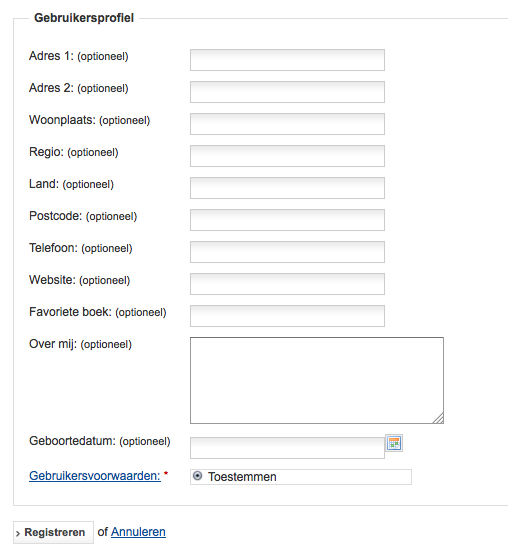 Gebruikersprofiel
Adres 1: (optioneel)
Adres 2: (optioneel)
Woonplaats: (optioneel)
Regio: (optioneel)
Land: (optioneel)
Postcode: (optioneel)
Telefoon: (optioneel)
Website: (optioneel)
Favoriete boek: (optioneel)
Over mij: (optioneel)
Geboortedatum: (optioneel)
Gebruikersvoorwaarden: * Toestemmen
› Registreren of Annuleren